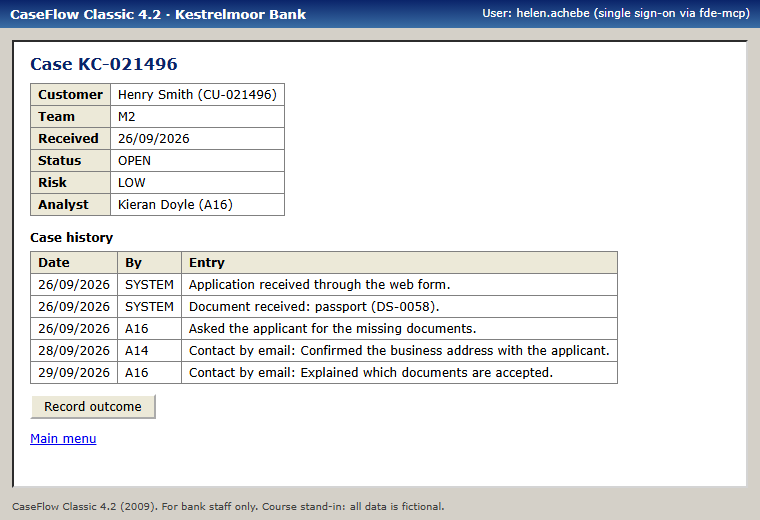 CaseFlow Classic 4.2 · Kestrelmoor Bank
User: helen.achebe (single sign-on via fde-mcp)
Case KC-021496
Customer Henry Smith (CU-021496)
Team M2
Received 26/09/2026
Status OPEN
Risk LOW
Analyst Kieran Doyle (A16)
Case history
Date By Entry
26/09/2026 SYSTEM Application received through the web form.
26/09/2026 SYSTEM Document received: passport (DS-0058).
26/09/2026 A16 Asked the applicant for the missing documents.
28/09/2026 A14 Contact by email: Confirmed the business address with the applicant.
29/09/2026 A16 Contact by email: Explained which documents are accepted.
Record outcome
Main menu
CaseFlow Classic 4.2 (2009). For bank staff only. Course stand-in: all data is fictional.